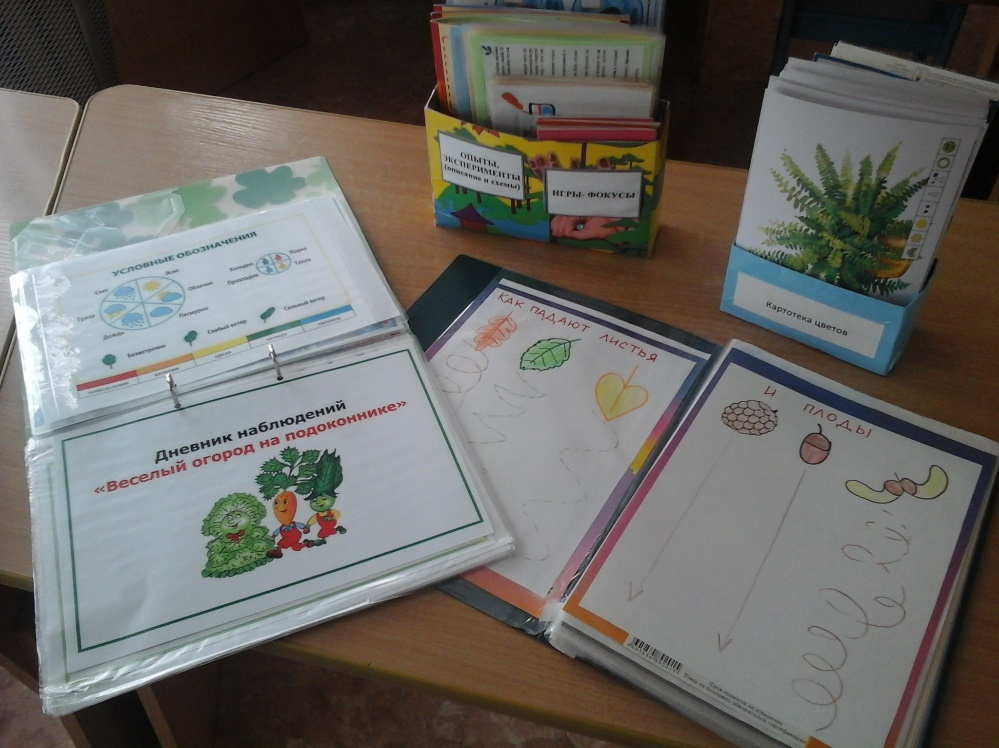 ОПЫТЫ,
ЭКСПЕРИМЕНТЫ
(описание и схемы)
ИГРЫ- ФОКУСЫ
Картотека цветов
УСЛОВНЫЕ ОБОЗНАЧЕНИЯ
Снег
Ясно
Облачно
Пасмурно
Дождь
Гроза
Холодно
Жарко
Прохладно
Тепло
Безветренно
Слабый ветер
Сильный ветер
среда
Дневник наблюдений
«Веселый огород на подоконнике»
КАК ПАДАЮТ ЛИСТЬЯ
И ПЛОДЫ